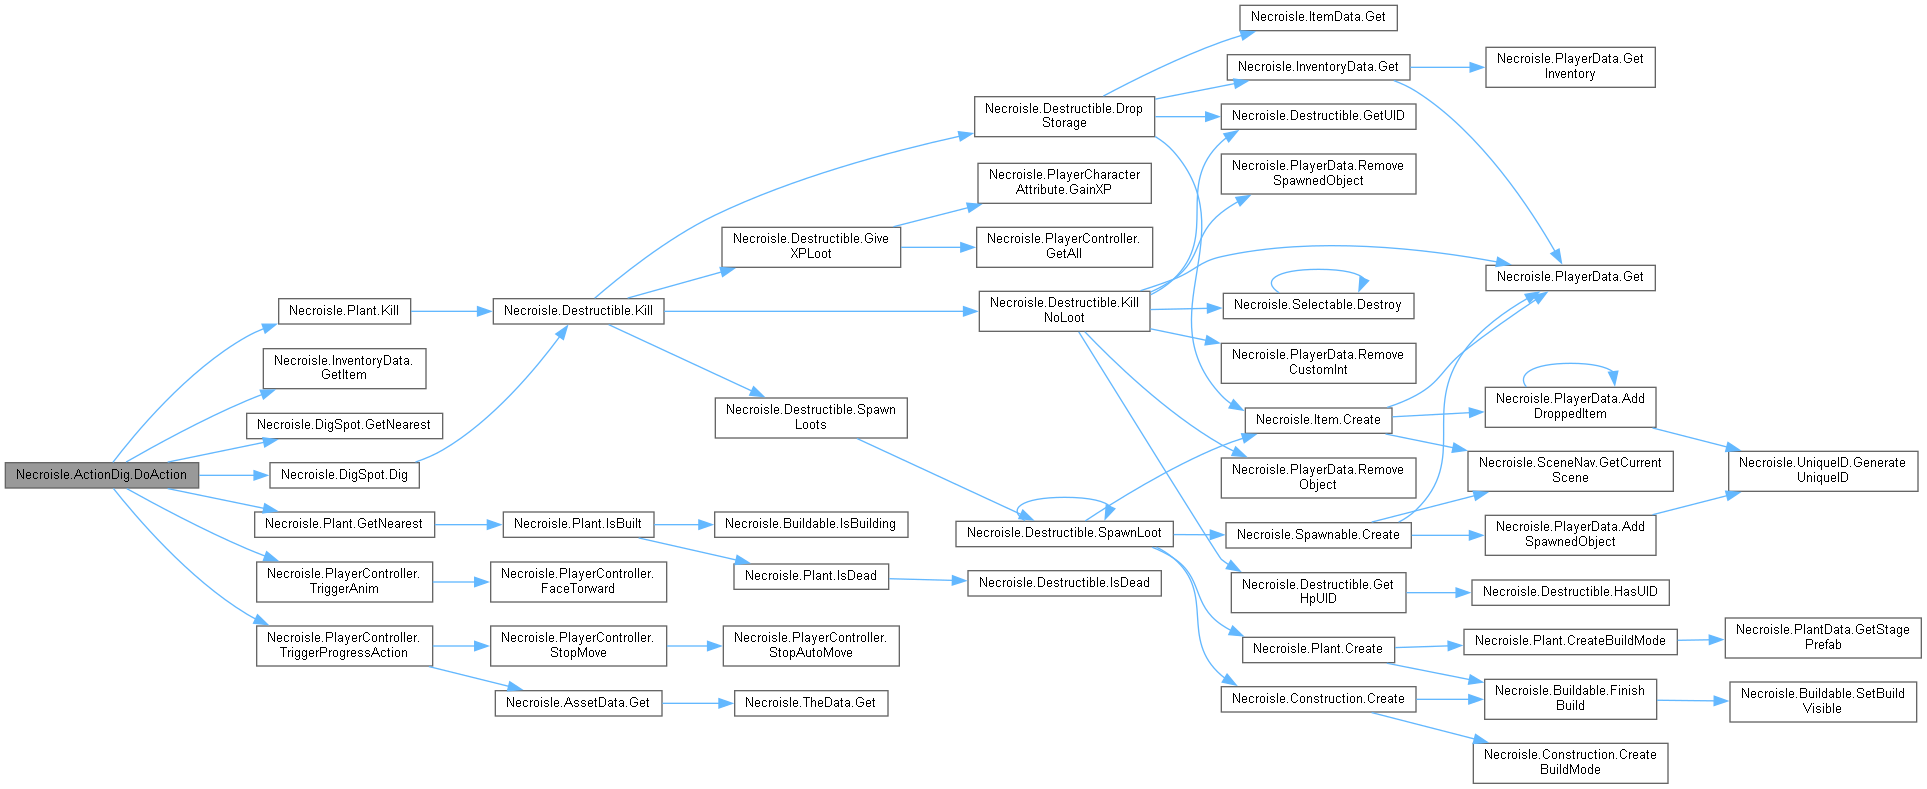 Necroisle.ActionDig.DoAction
Necroisle.Plant.Kill
Necroisle.InventoryData.
GetItem
Necroisle.DigSpot.GetNearest
Necroisle.DigSpot.Dig
Necroisle.Plant.GetNearest
Necroisle.PlayerController.
TriggerAnim
Necroisle.PlayerController.
TriggerProgressAction
Necroisle.Destructible.Kill
Necroisle.Plant.IsBuilt
Necroisle.PlayerController.
FaceTorward
Necroisle.PlayerController.
StopMove
Necroisle.AssetData.Get
Necroisle.Destructible.Give
XPLoot
Necroisle.Destructible.Spawn
Loots
Necroisle.Buildable.IsBuilding
Necroisle.Plant.IsDead
Necroisle.PlayerController.
StopAutoMove
Necroisle.TheData.Get
Necroisle.Destructible.Drop
Storage
Necroisle.PlayerCharacter
Attribute.GainXP
Necroisle.PlayerController.
GetAll
Necroisle.Destructible.Kill
NoLoot
Necroisle.Destructible.SpawnLoot
Necroisle.Destructible.IsDead
Necroisle.ItemData.Get
Necroisle.InventoryData.Get
Necroisle.Destructible.GetUID
Necroisle.PlayerData.Remove
SpawnedObject
Necroisle.Selectable.Destroy
Necroisle.PlayerData.Remove
CustomInt
Necroisle.Item.Create
Necroisle.PlayerData.Remove
Object
Necroisle.Spawnable.Create
Necroisle.Destructible.Get
HpUID
Necroisle.Plant.Create
Necroisle.Construction.Create
Necroisle.PlayerData.Get
Inventory
Necroisle.PlayerData.Get
Necroisle.PlayerData.Add
DroppedItem
Necroisle.SceneNav.GetCurrent
Scene
Necroisle.PlayerData.Add
SpawnedObject
Necroisle.Destructible.HasUID
Necroisle.Plant.CreateBuildMode
Necroisle.Buildable.Finish
Build
Necroisle.Construction.Create
BuildMode
Necroisle.UniqueID.Generate
UniqueID
Necroisle.PlantData.GetStage
Prefab
Necroisle.Buildable.SetBuild
Visible